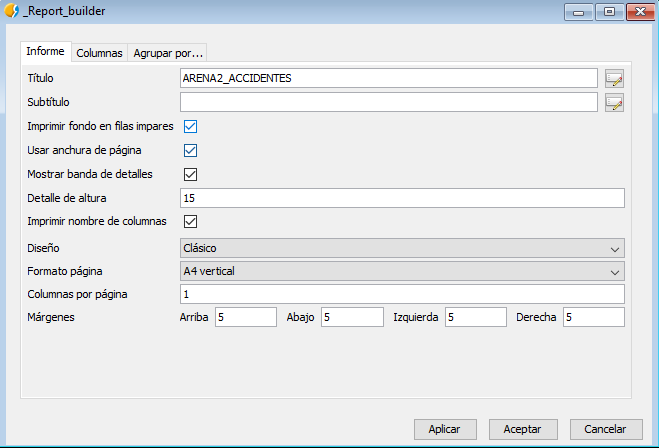 _Report_builder
Informe Columnas Agrupar por...
Título ARENA2_ACCIDENTES
Subtítulo
Imprimir fondo en filas impares
Usar anchura de página
Mostrar banda de detalles
Detalle de altura 15
Imprimir nombre de columnas
Diseño Clásico
Formato página A4 vertical
Columnas por página 1
Márgenes Arriba 5 Abajo 5 Izquierda 5 Derecha 5
Aplicar Aceptar Cancelar